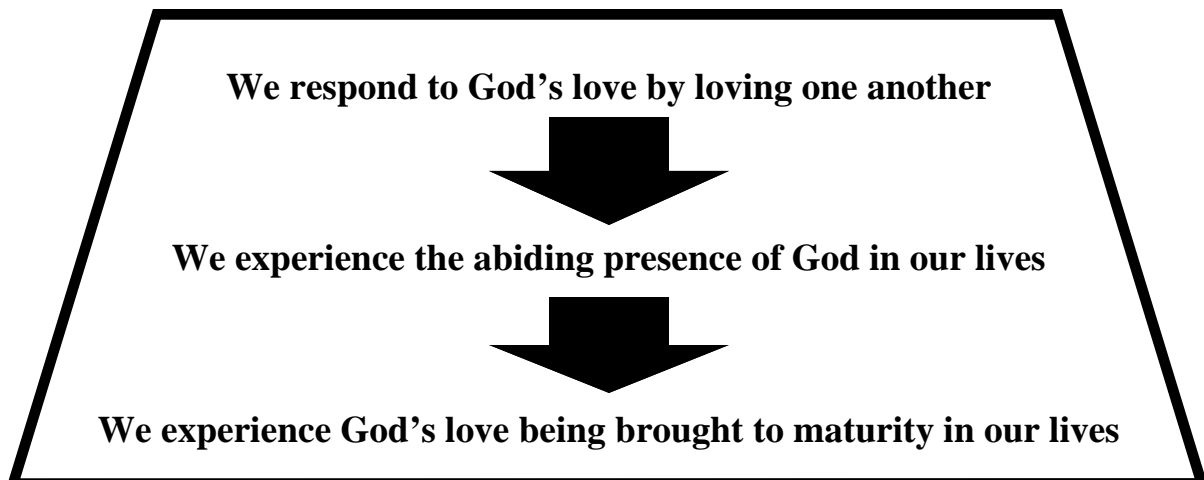 We respond to God’s love by loving one another
We experience the abiding presence of God in our lives
We experience God’s love being brought to maturity in our lives